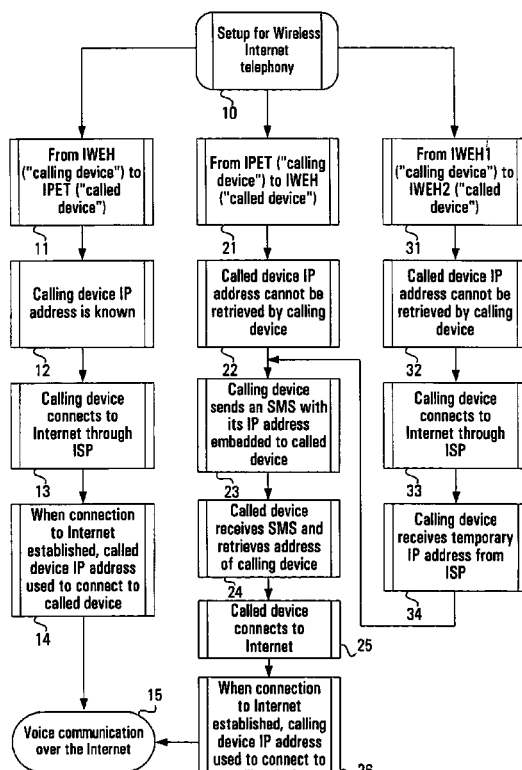 Setup for Wireless
Internet
telephony
10
From IWEH
("calling device") to
IPET ("called
device")
11
Calling device IP
address is known
12
Calling device
connects to
Internet through
ISP
13
When connection
to Internet
established, called
device IP address
used to connect to
called device
14
15
Voice communication
over the Internet
From IPET ("calling
device") to IWEH
("called device")
21
Called device IP
address cannot be
retrieved by calling
device
22
Calling device
sends an SMS with
its IP address
embedded to called
device
23
Called device
receives SMS and
retrieves address
of calling device
24
Called device
connects to
Internet
25
When connection
to Internet
established, calling
device IP address
used to connect to
26
From IWEH1
("calling device") to
IWEH2 ("called
device")
31
Called device IP
address cannot be
retrieved by calling
device
32
Calling device
connects to
Internet through
ISP
33
Calling device
receives temporary
IP address from
ISP
34